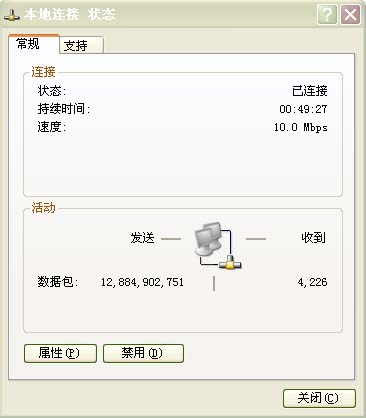 本地连接 状态
常规
支持
连接
状态: 已连接
持续时间: 00:49:27
速度: 10.0 Mbps
活动
发送 — — 收到
数据包: 12,884,902,751 | 4,226
属性(P) 禁用(D)
关闭(C)